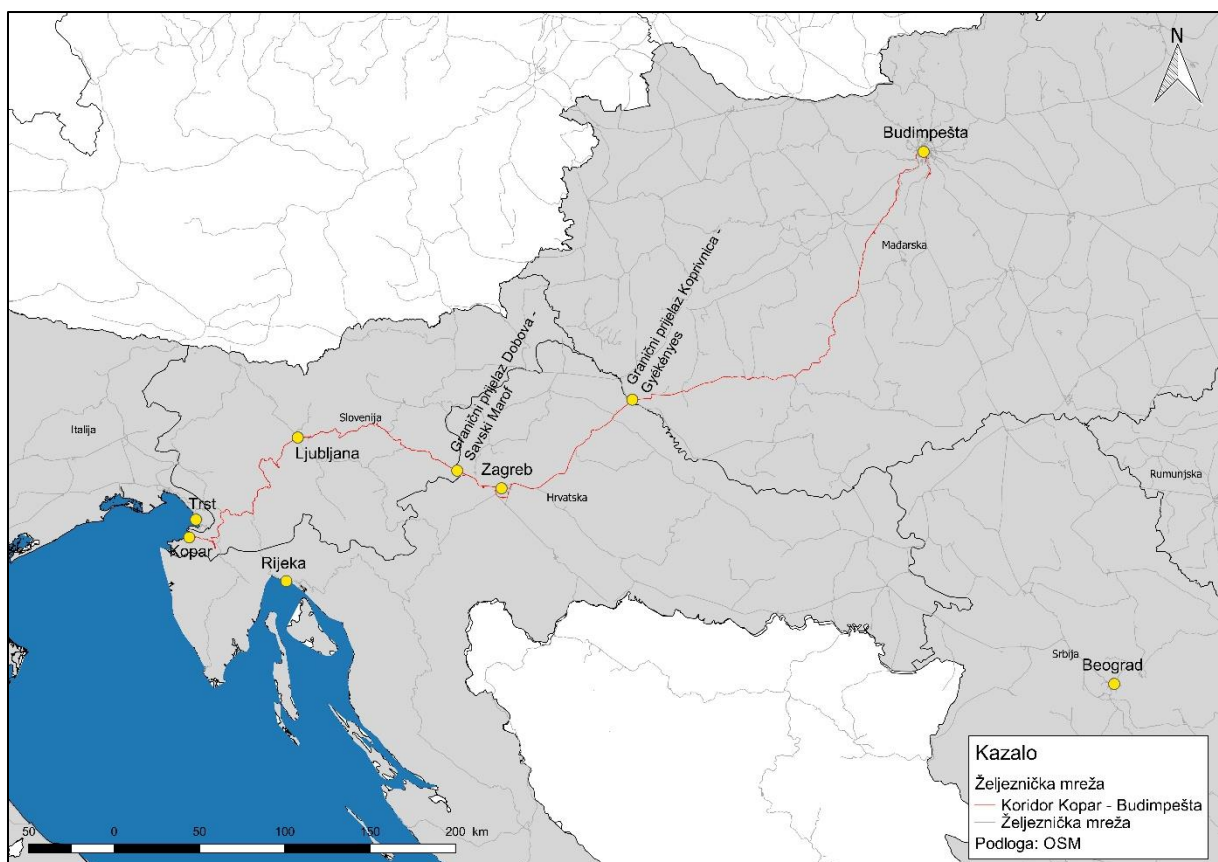 N
Budimpešta
Mađarska
Granični prijelaz Koprivnica -
Gyékényes
Granični prijelaz Dobova -
Savski Marof
Slovenija
Italija
Ljubljana
Zagreb
Hrvatska
Rumunjska
Trst
Kopar
Rijeka
Srbija
Beograd
Kazalo
Željeznička mreža
Koridor Kopar - Budimpešta
Željeznička mreža
Podloga: OSM
50 0 50 100 150 200 km